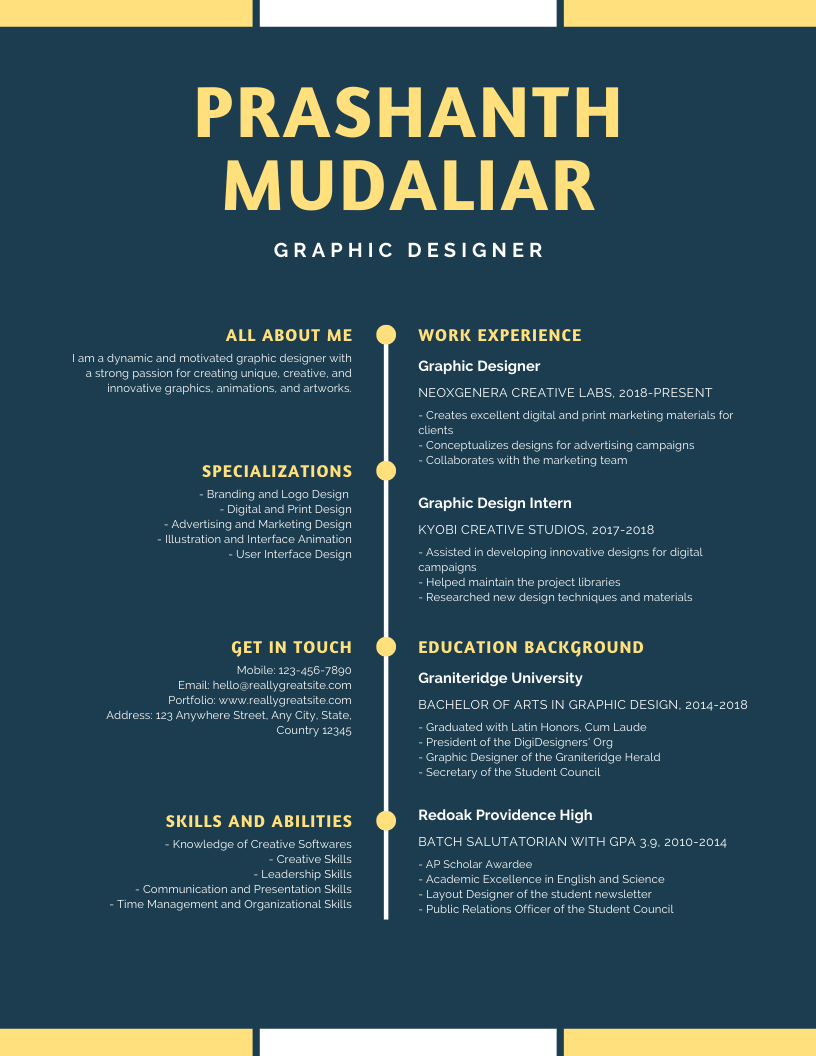 PRASHANTH
MUDALIAR
GRAPHIC DESIGNER
ALL ABOUT ME
I am a dynamic and motivated graphic designer with
a strong passion for creating unique, creative, and
innovative graphics, animations, and artworks.
SPECIALIZATIONS
- Branding and Logo Design
- Digital and Print Design
- Advertising and Marketing Design
- Illustration and Interface Animation
- User Interface Design
GET IN TOUCH
Mobile: 123-456-7890
Email: hello@reallygreatsite.com
Portfolio: www.reallygreatsite.com
Address: 123 Anywhere Street, Any City, State,
Country 12345
SKILLS AND ABILITIES
- Knowledge of Creative Softwares
- Creative Skills
- Leadership Skills
- Communication and Presentation Skills
- Time Management and Organizational Skills
WORK EXPERIENCE
Graphic Designer
NEOXGENERA CREATIVE LABS, 2018-PRESENT
- Creates excellent digital and print marketing materials for
clients
- Conceptualizes designs for advertising campaigns
- Collaborates with the marketing team
Graphic Design Intern
KYOBI CREATIVE STUDIOS, 2017-2018
- Assisted in developing innovative designs for digital
campaigns
- Helped maintain the project libraries
- Researched new design techniques and materials
EDUCATION BACKGROUND
Graniteridge University
BACHELOR OF ARTS IN GRAPHIC DESIGN, 2014-2018
- Graduated with Latin Honors, Cum Laude
- President of the DigiDesigners' Org
- Graphic Designer of the Graniteridge Herald
- Secretary of the Student Council
Redoak Providence High
BATCH SALUTATORIAN WITH GPA 3.9, 2010-2014
- AP Scholar Awardee
- Academic Excellence in English and Science
- Layout Designer of the student newsletter
- Public Relations Officer of the Student Council